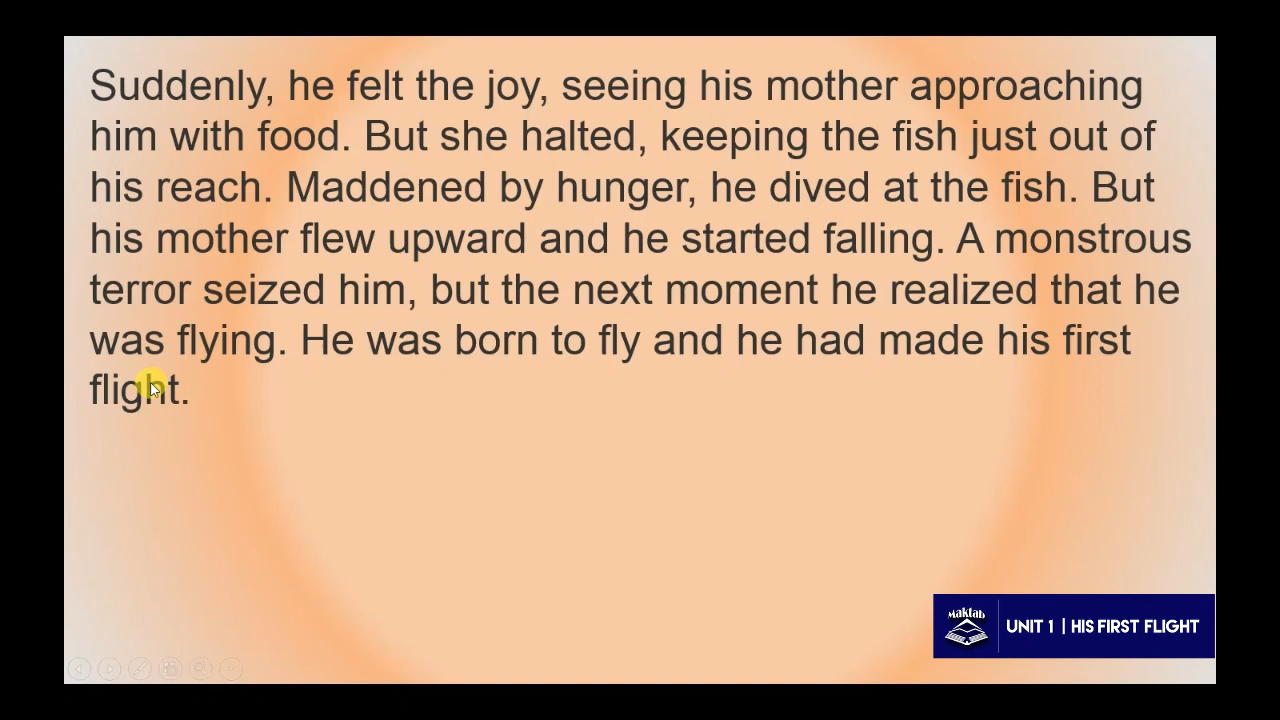 Suddenly, he felt the joy, seeing his mother approaching
him with food. But she halted, keeping the fish just out of
his reach. Maddened by hunger, he dived at the fish. But
his mother flew upward and he started falling. A monstrous
terror seized him, but the next moment he realized that he
was flying. He was born to fly and he had made his first
flight.
Maktab
UNIT 1 | HIS FIRST FLIGHT